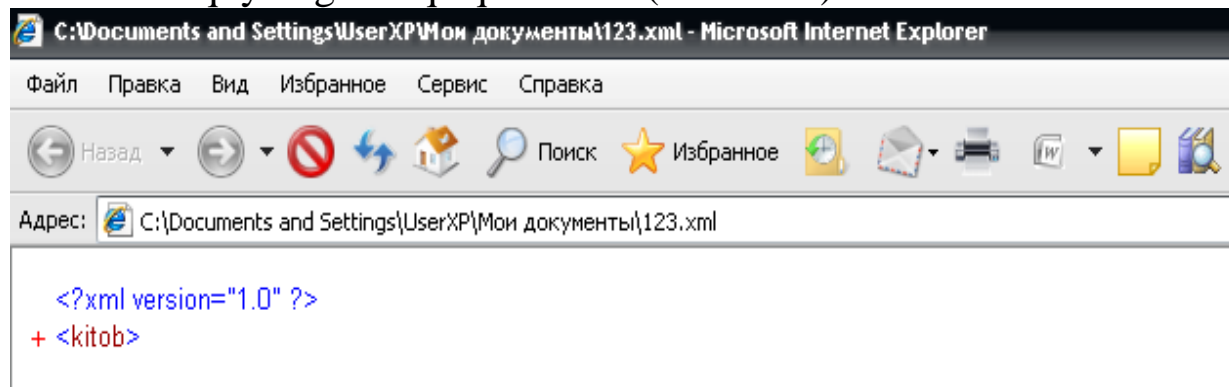 C:\Documents and Settings\UserXP\Мои документы\123.xml - Microsoft Internet Explorer
Файл Правка Вид Избранное Сервис Справка
Назад Поиск Избранное
Адрес: C:\Documents and Settings\UserXP\Мои документы\123.xml
<?xml version="1.0" ?>
+ <kitob>